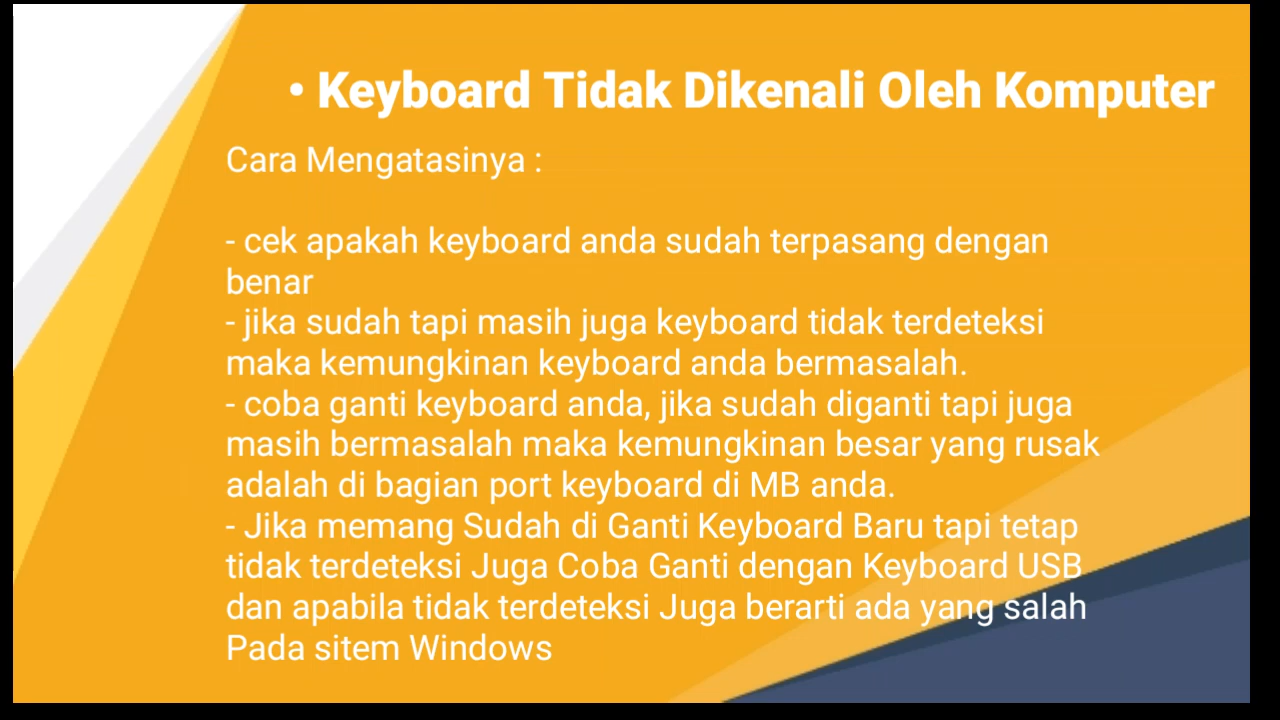 • Keyboard Tidak Dikenali Oleh Komputer
Cara Mengatasinya :
- cek apakah keyboard anda sudah terpasang dengan
benar
- jika sudah tapi masih juga keyboard tidak terdeteksi
maka kemungkinan keyboard anda bermasalah.
- coba ganti keyboard anda, jika sudah diganti tapi juga
masih bermasalah maka kemungkinan besar yang rusak
adalah di bagian port keyboard di MB anda.
- Jika memang Sudah di Ganti Keyboard Baru tapi tetap
tidak terdeteksi Juga Coba Ganti dengan Keyboard USB
dan apabila tidak terdeteksi Juga berarti ada yang salah
Pada sitem Windows